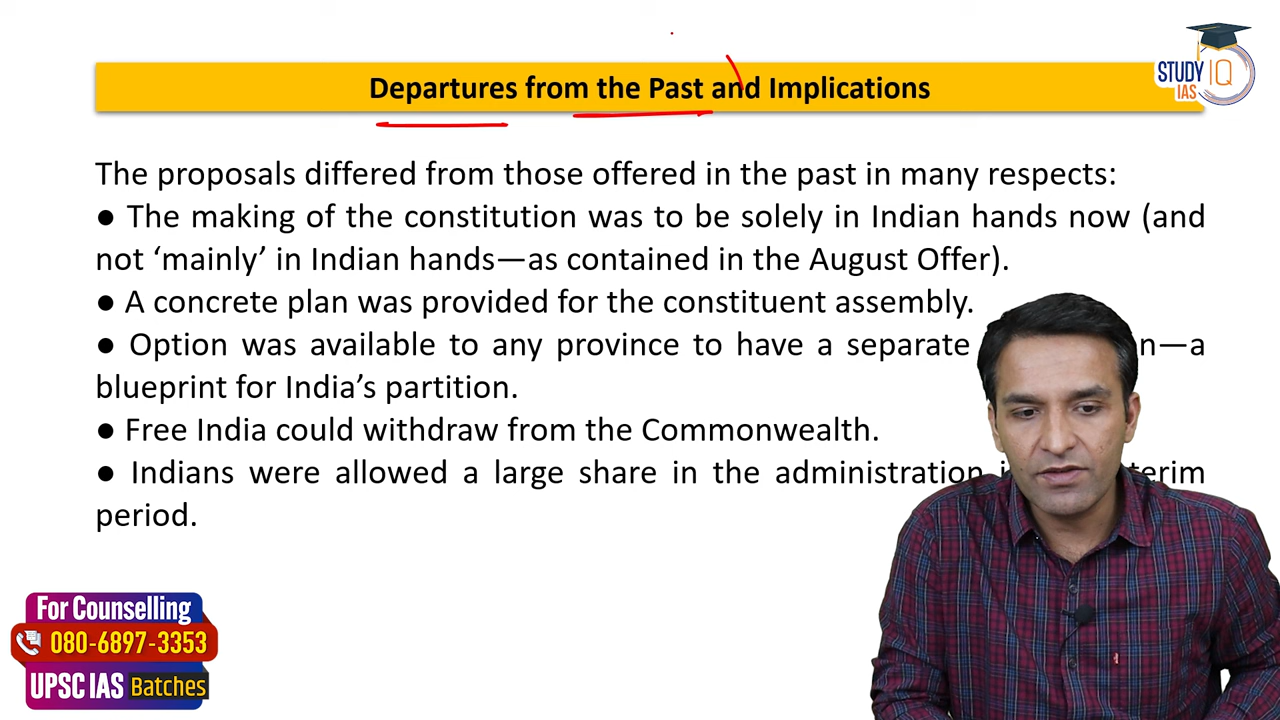 Departures from the Past and Implications
STUDY IQ
IAS
The proposals differed from those offered in the past in many respects:
● The making of the constitution was to be solely in Indian hands now (and
not ‘mainly’ in Indian hands—as contained in the August Offer).
● A concrete plan was provided for the constituent assembly.
● Option was available to any province to have a separate n—a
blueprint for India’s partition.
● Free India could withdraw from the Commonwealth.
● Indians were allowed a large share in the administration
period.
For Counselling
080-6897-3353
UPSC IAS Batches